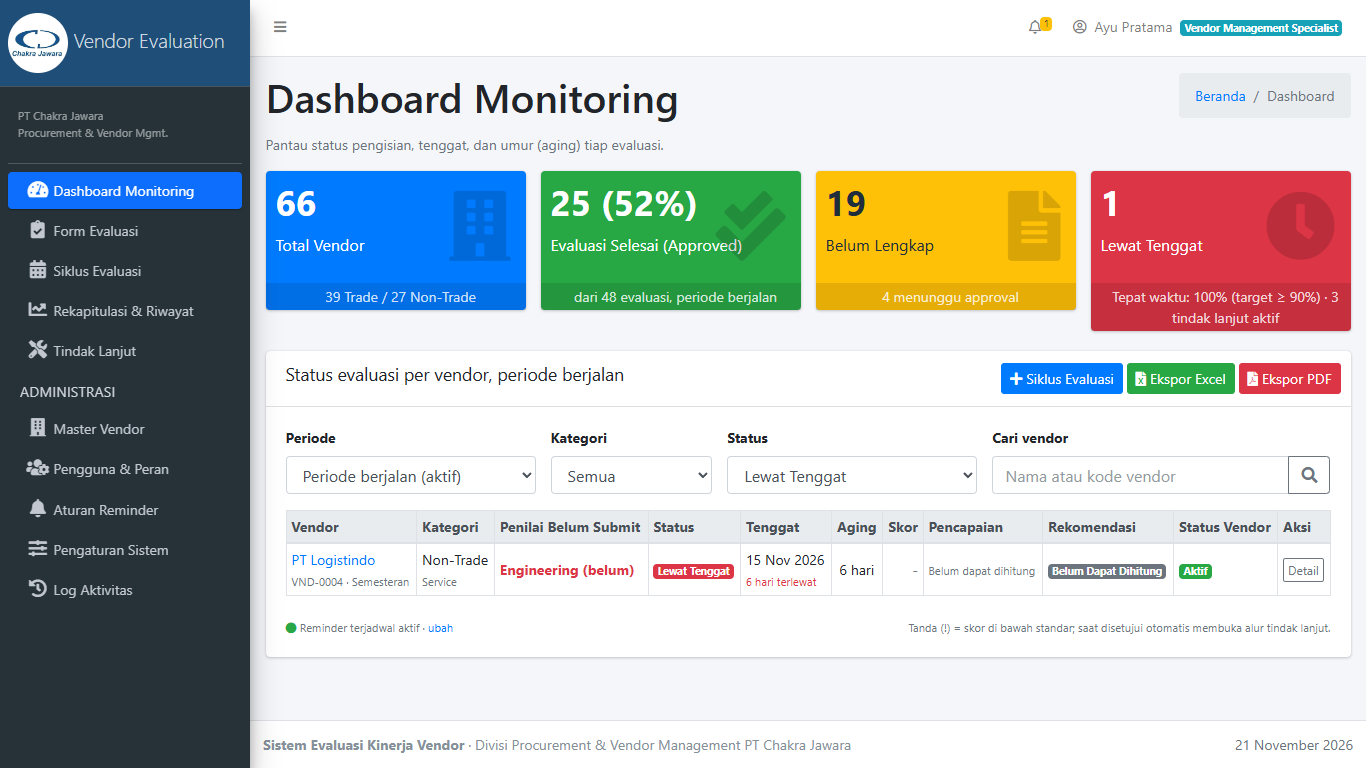 Chakra Jawara
Vendor Evaluation
1
Ayu Pratama
Vendor Management Specialist
PT Chakra Jawara
Procurement & Vendor Mgmt.
Dashboard Monitoring
Form Evaluasi
Siklus Evaluasi
Rekapitulasi & Riwayat
Tindak Lanjut
ADMINISTRASI
Master Vendor
Pengguna & Peran
Aturan Reminder
Pengaturan Sistem
Log Aktivitas
Dashboard Monitoring
Beranda / Dashboard
Pantau status pengisian, tenggat, dan umur (aging) tiap evaluasi.
66
Total Vendor
39 Trade / 27 Non-Trade
25 (52%)
Evaluasi Selesai (Approved)
dari 48 evaluasi, periode berjalan
19
Belum Lengkap
4 menunggu approval
1
Lewat Tenggat
Tepat waktu: 100% (target ≥ 90%) · 3
tindak lanjut aktif
Status evaluasi per vendor, periode berjalan
Siklus Evaluasi
Ekspor Excel
Ekspor PDF
Periode
Kategori
Status
Cari vendor
Periode berjalan (aktif)
Semua
Lewat Tenggat
Nama atau kode vendor
Vendor Kategori Penilai Belum Submit Status Tenggat Aging Skor Pencapaian Rekomendasi Status Vendor Aksi
PT Logistindo
VND-0004 · Semesteran
Non-Trade
Service
Engineering (belum)
Lewat Tenggat
15 Nov 2026
6 hari terlewat
6 hari
-
Belum dapat dihitung
Belum Dapat Dihitung
Aktif
Detail
Reminder terjadwal aktif · ubah
Tanda (!) = skor di bawah standar; saat disetujui otomatis membuka alur tindak lanjut.
Sistem Evaluasi Kinerja Vendor · Divisi Procurement & Vendor Management PT Chakra Jawara
21 November 2026